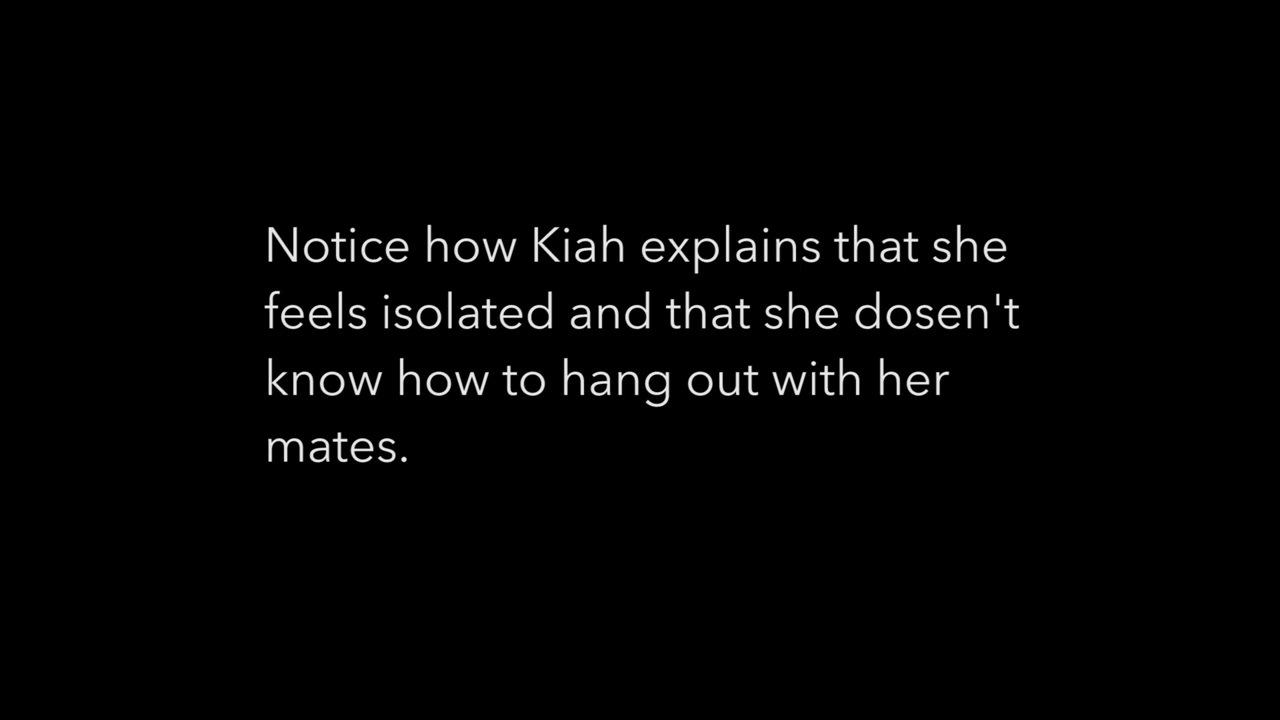 Notice how Kiah explains that she
feels isolated and that she dosen't
know how to hang out with her
mates.